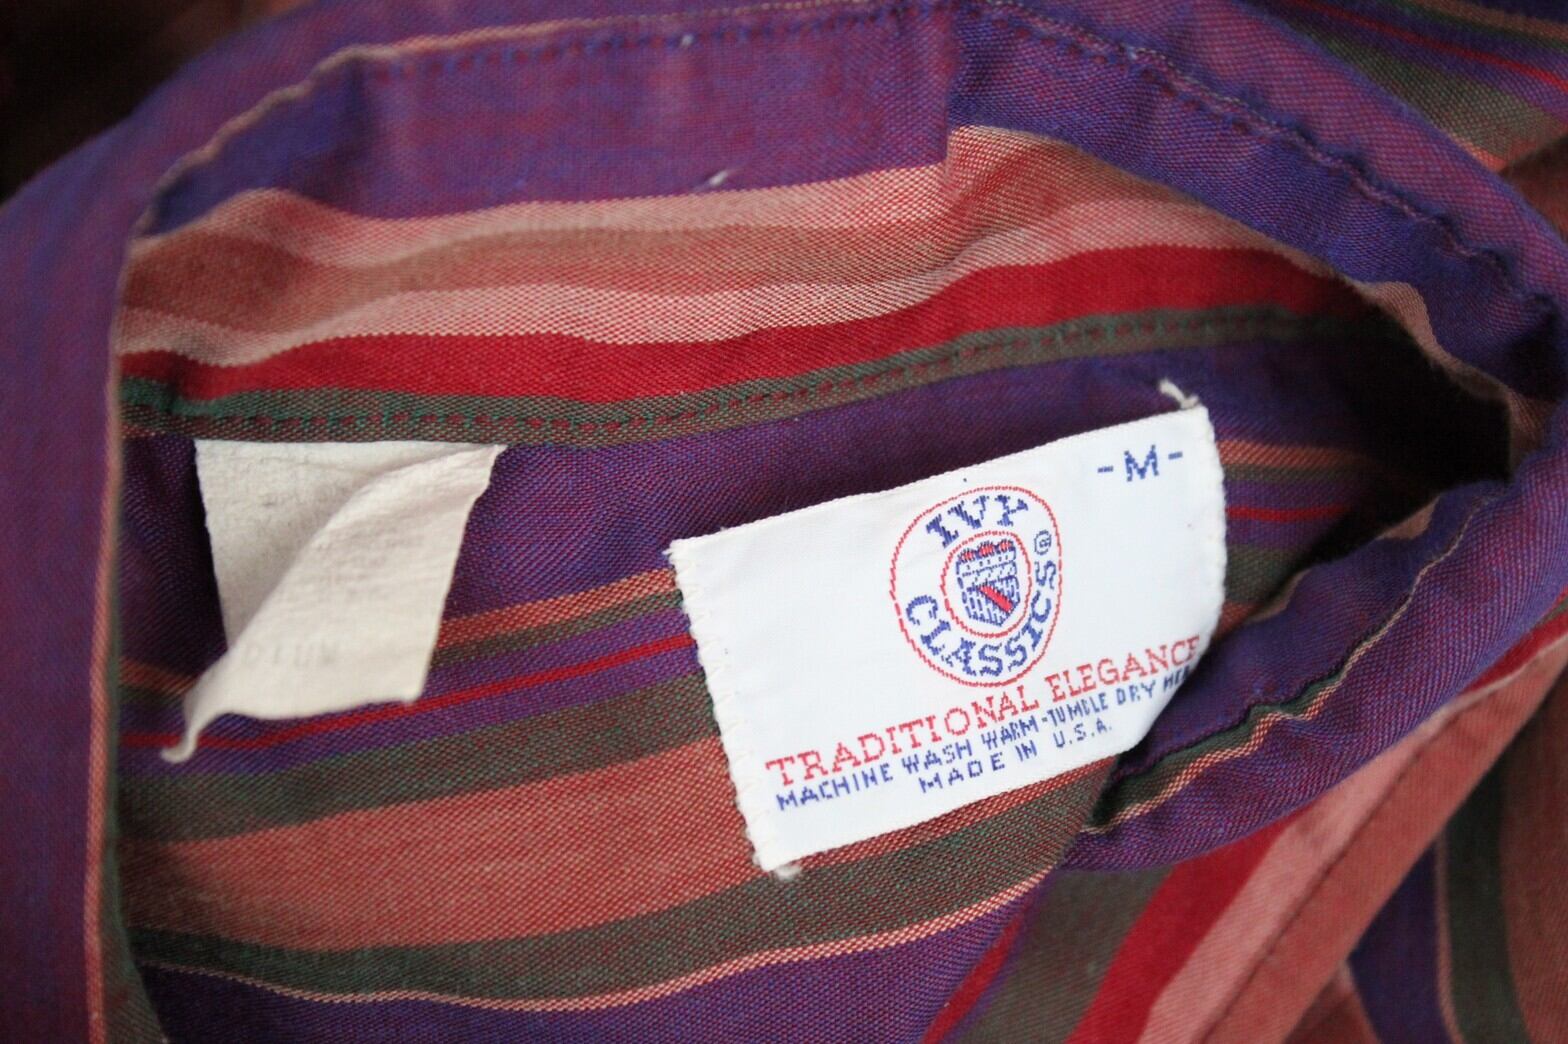 -M-
IVY
CLASSICS®
TRADITIONAL ELEGANCE
MACHINE WASH WARM-TUMBLE DRY
MADE IN U.S.A.